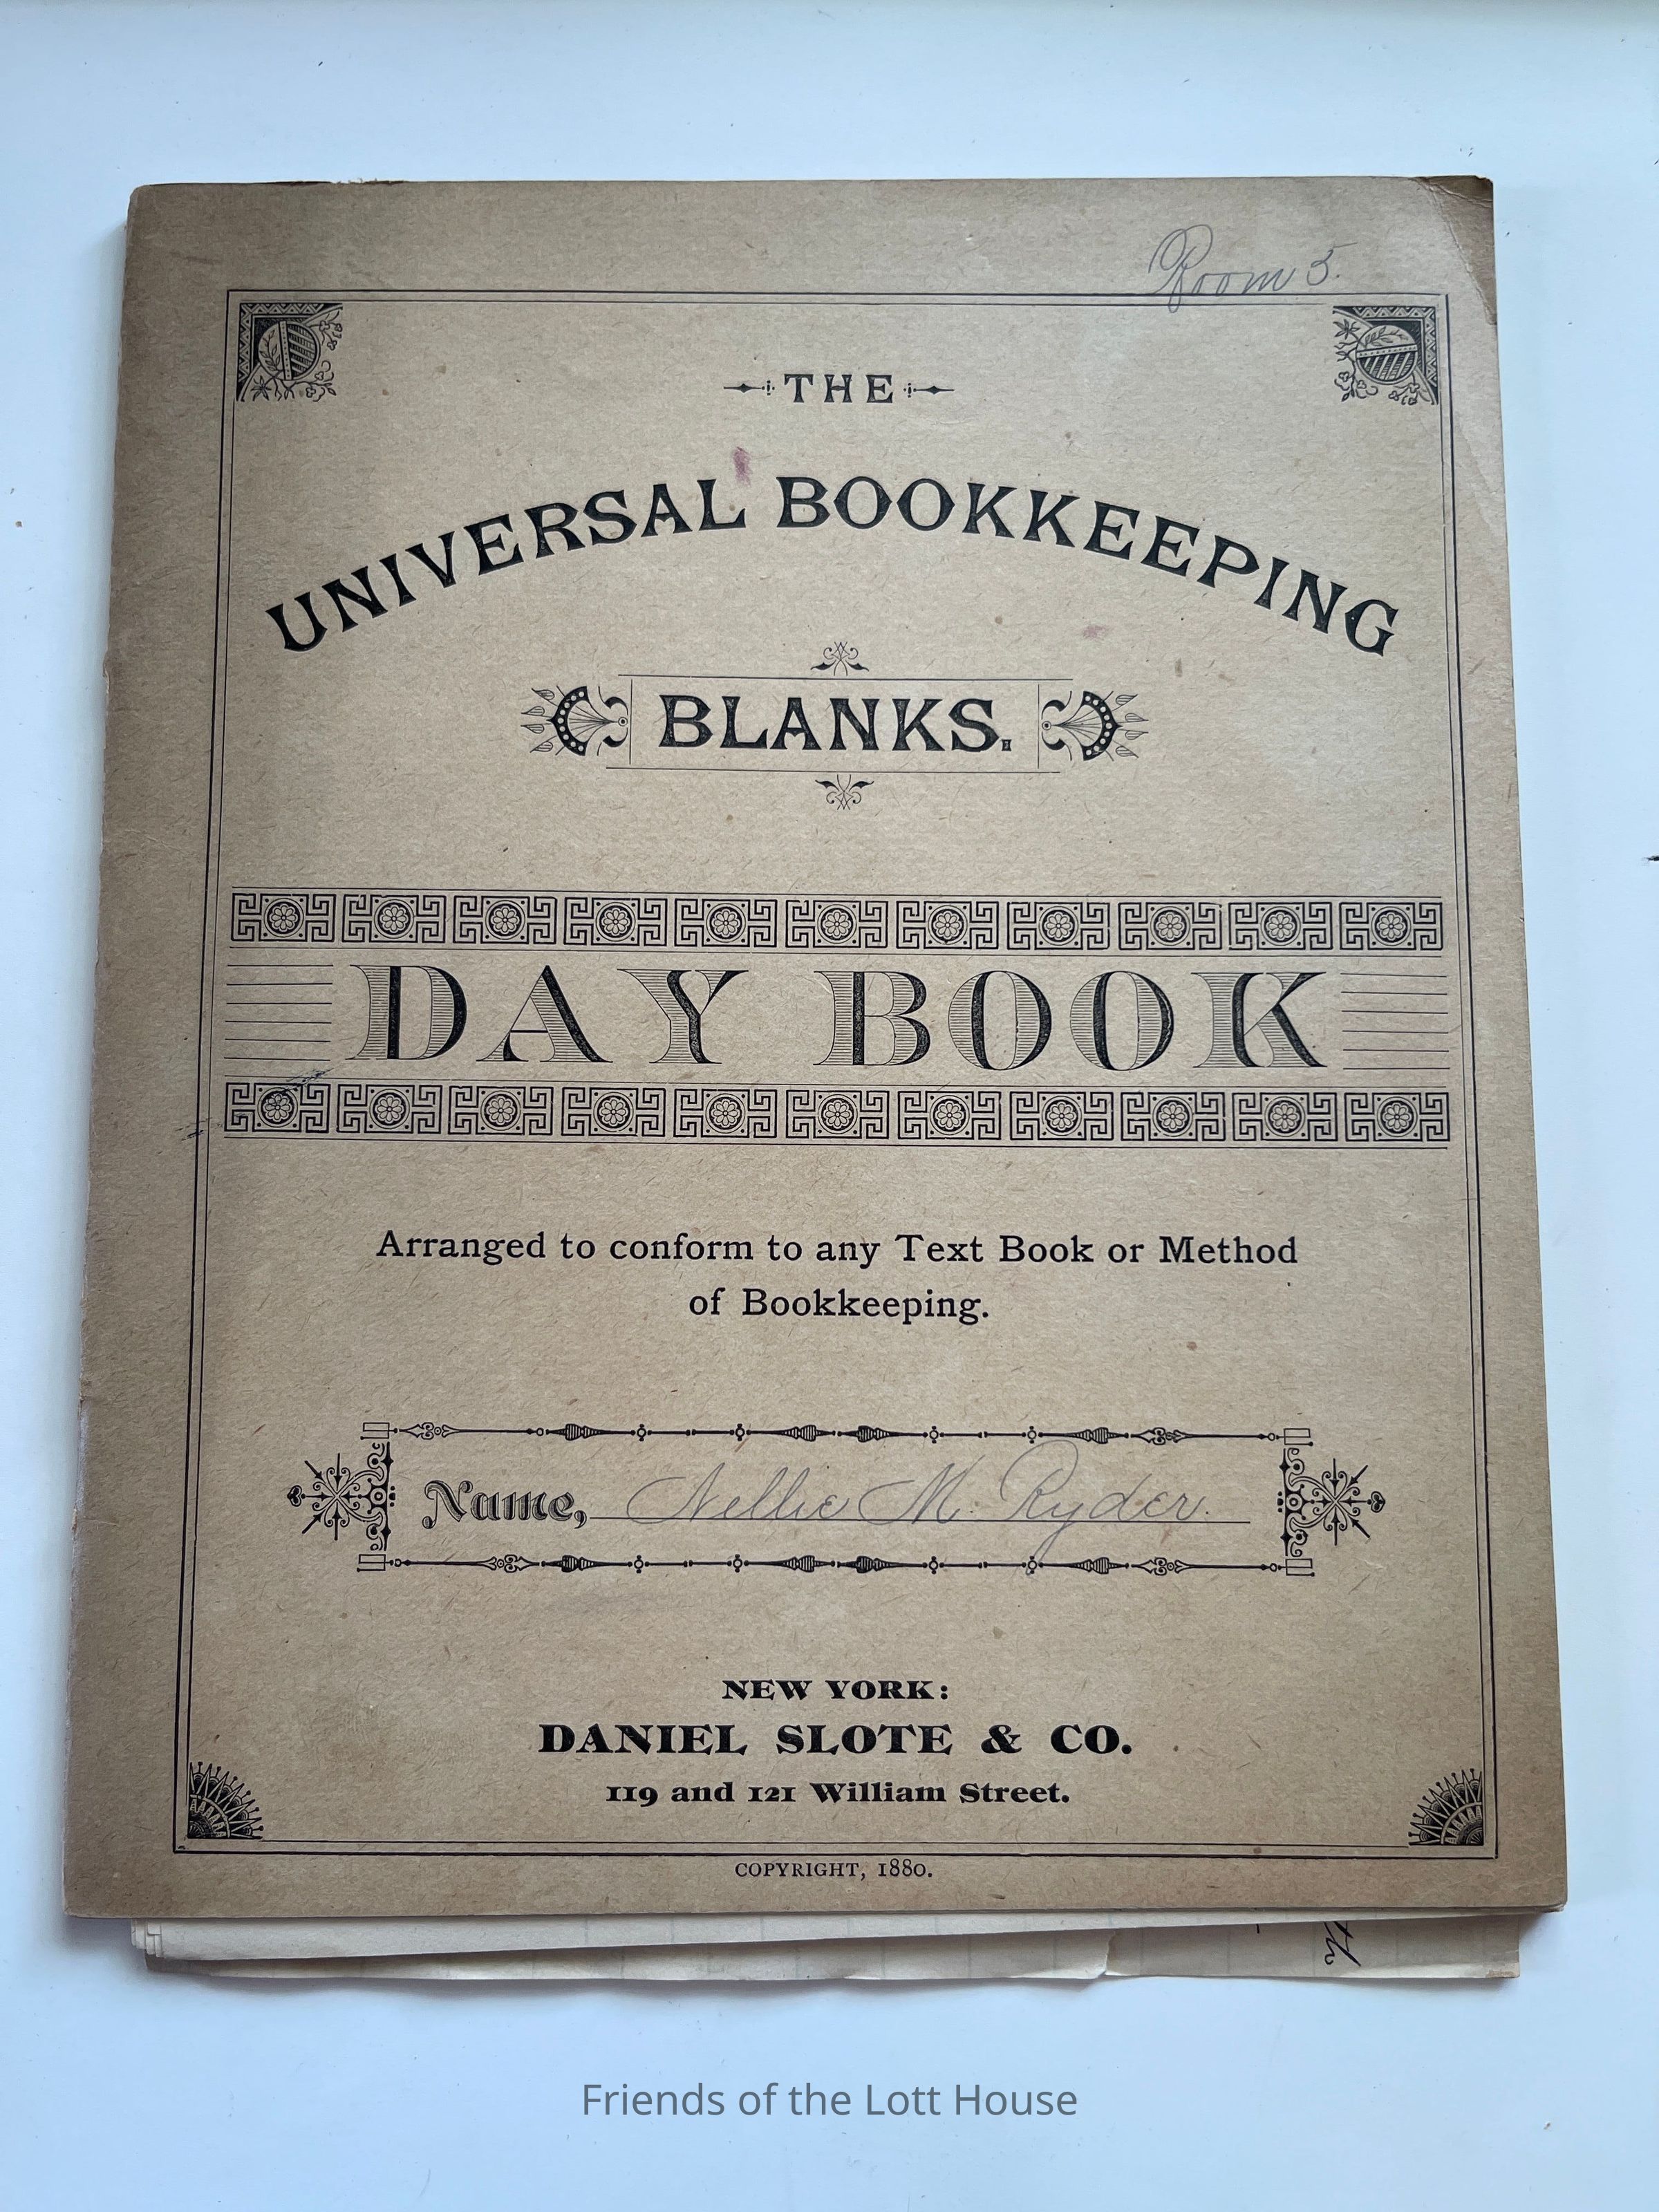 Room 5.
THE
UNIVERSAL BOOKKEEPING
BLANKS.
DAY BOOK
Arranged to conform to any Text Book or Method
of Bookkeeping.
Name, Nellie M. Ryder.
NEW YORK:
DANIEL SLOTE & CO.
119 and 121 William Street.
COPYRIGHT, 1880.
th
Friends of the Lott House